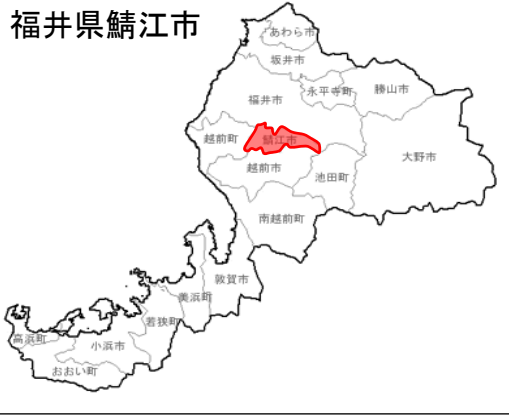 福井県鯖江市
あわら市
坂井市
永平寺町
勝山市
福井市
越前町
鯖江市
大野市
越前市
池田町
南越前町
敦賀市
美浜町
若狭町
高浜町
小浜市
おおい町